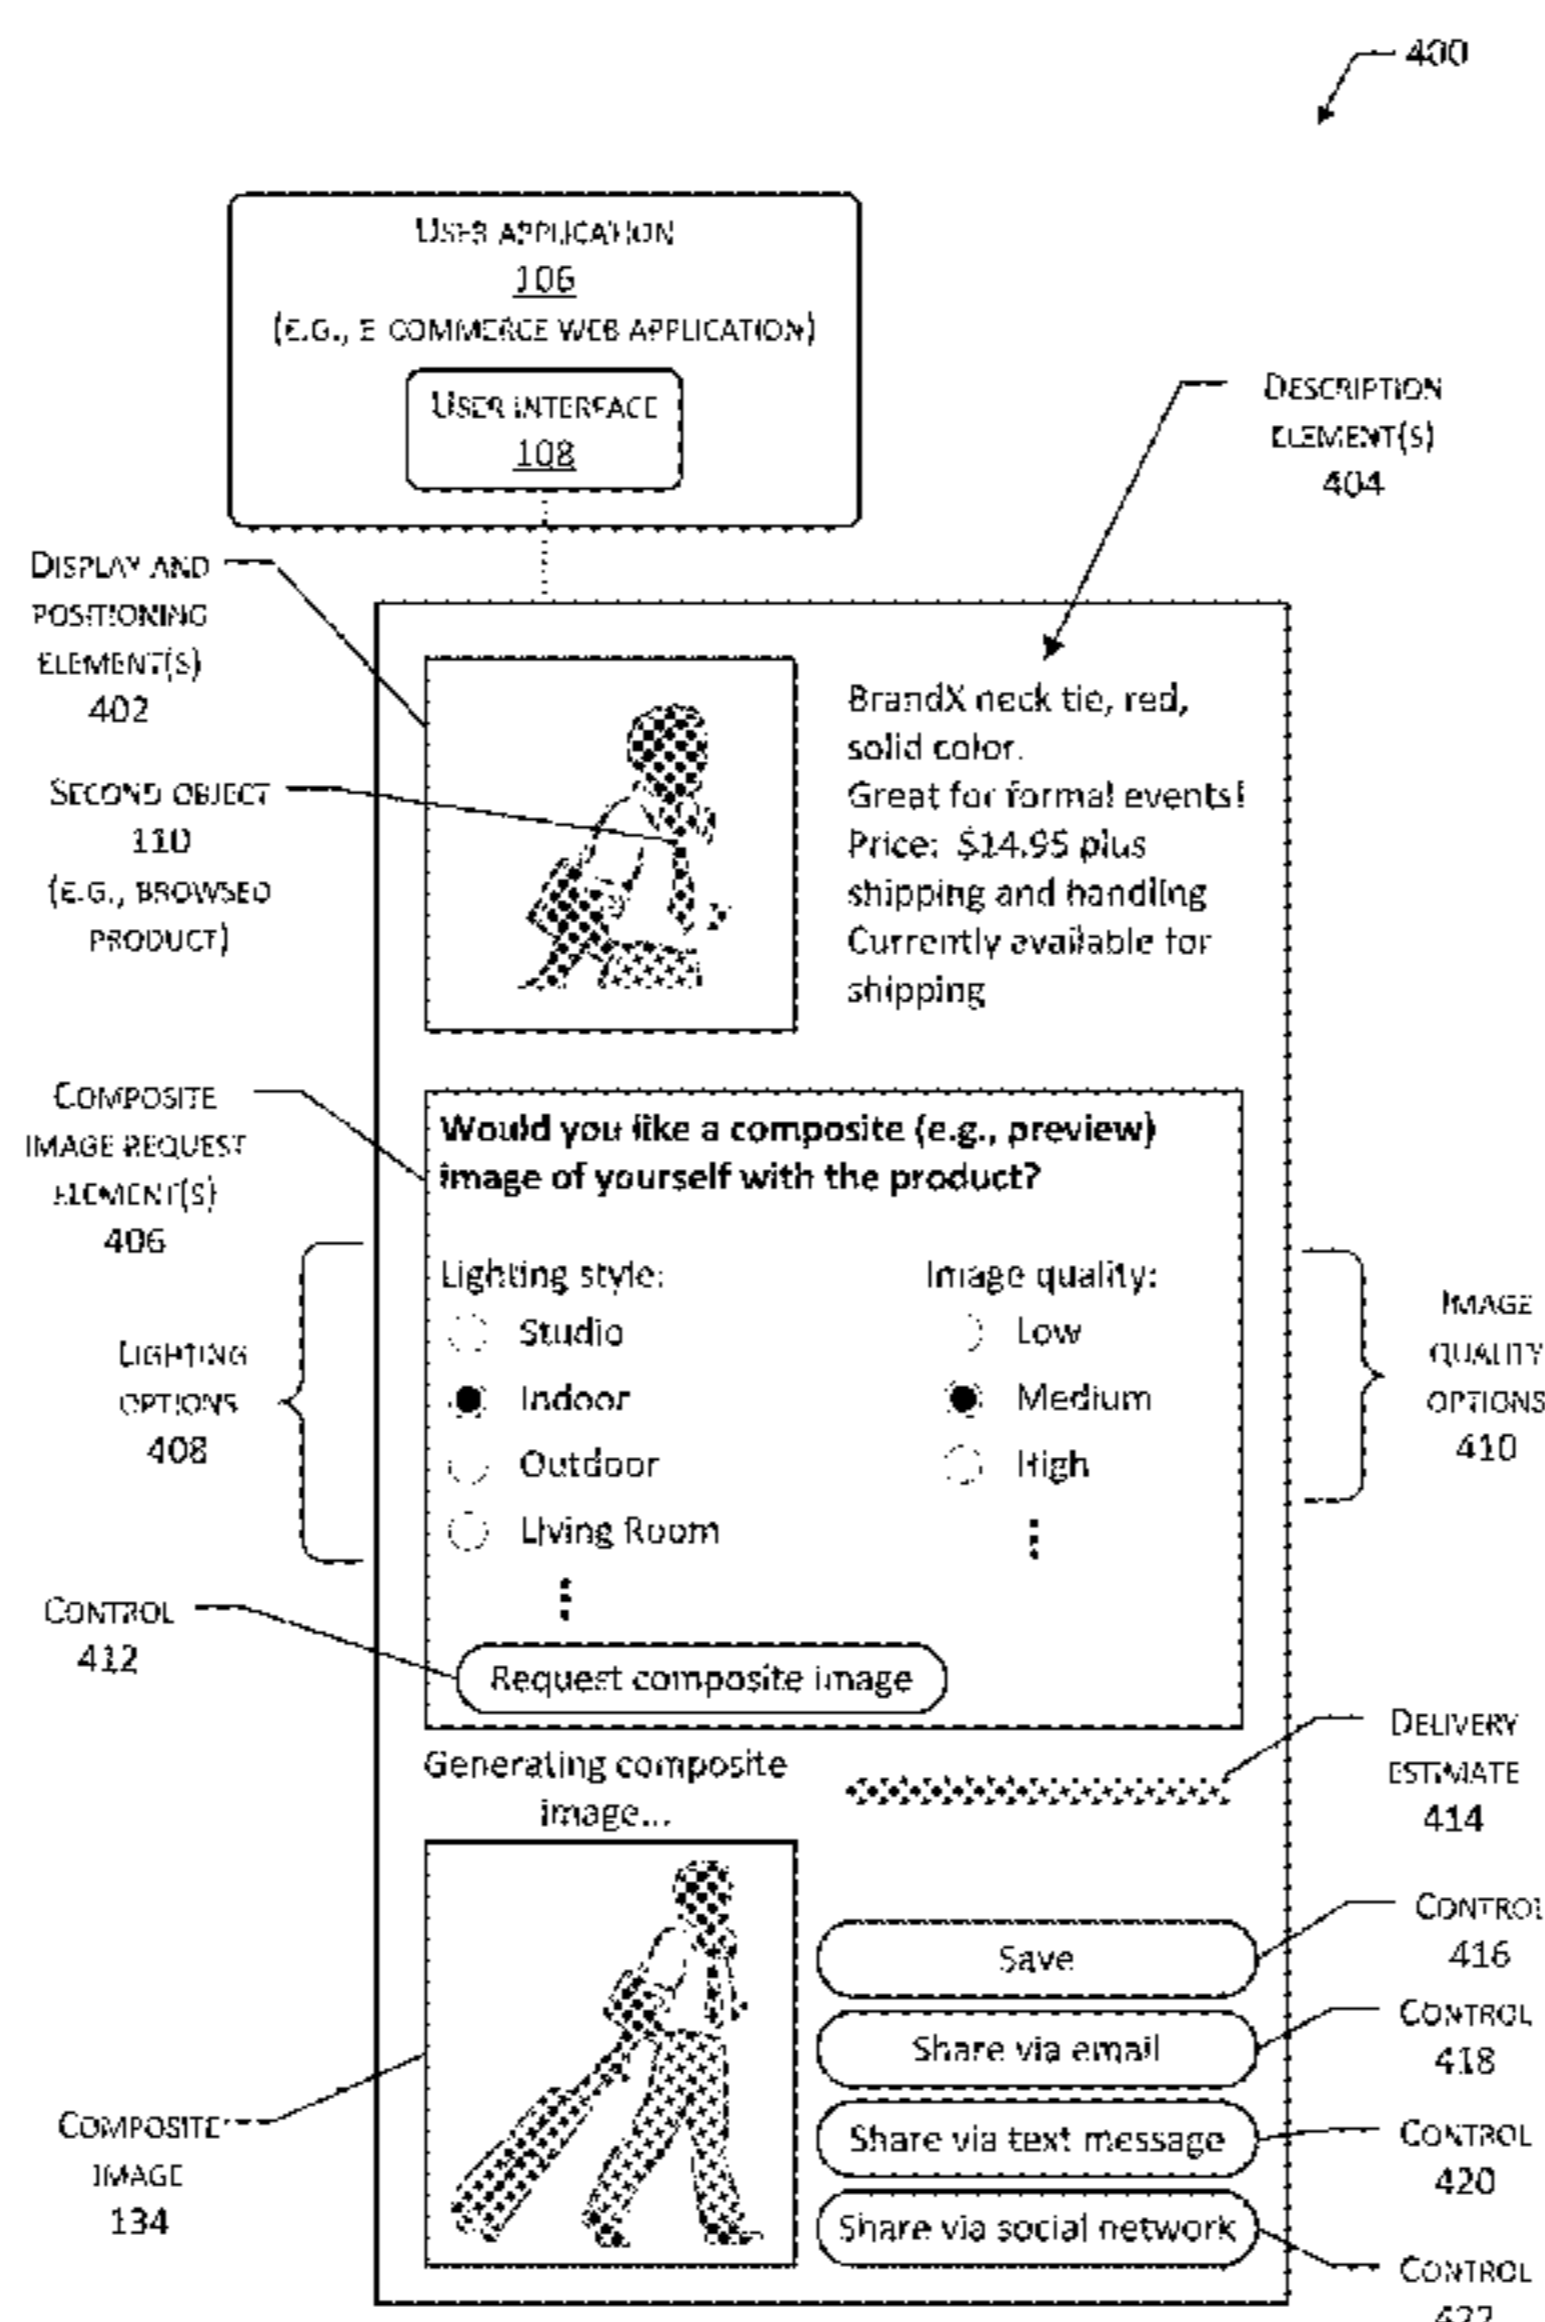 400
USER APPLICATION
106
(E.G., E COMMERCE WEB APPLICATION)
USER INTERFACE
108
DESCRIPTION
ELEMENT(S)
404
DISPLAY AND
POSITIONING
ELEMENT(S)
402
SECOND OBJECT
110
(E.G., BROWSED
PRODUCT)
BrandX neck tie, red,
solid color.
Great for formal events!
Price: $14.95 plus
shipping and handling
Currently available for
shipping
COMPOSITE
IMAGE REQUEST
ELEMENT(S)
406
Would you like a composite (e.g., preview)
image of yourself with the product?
Lighting style:
Studio
Indoor
Outdoor
Living Room
Image quality:
Low
Medium
High
LIGHTING
OPTIONS
408
IMAGE
QUALITY
OPTIONS
410
CONTROL
412
Request composite image
Generating composite
image...
DELIVERY
ESTIMATE
414
Save
CONTROL
416
Share via email
CONTROL
418
Share via text message
CONTROL
420
Share via social network
CONTROL
COMPOSITE
IMAGE
134